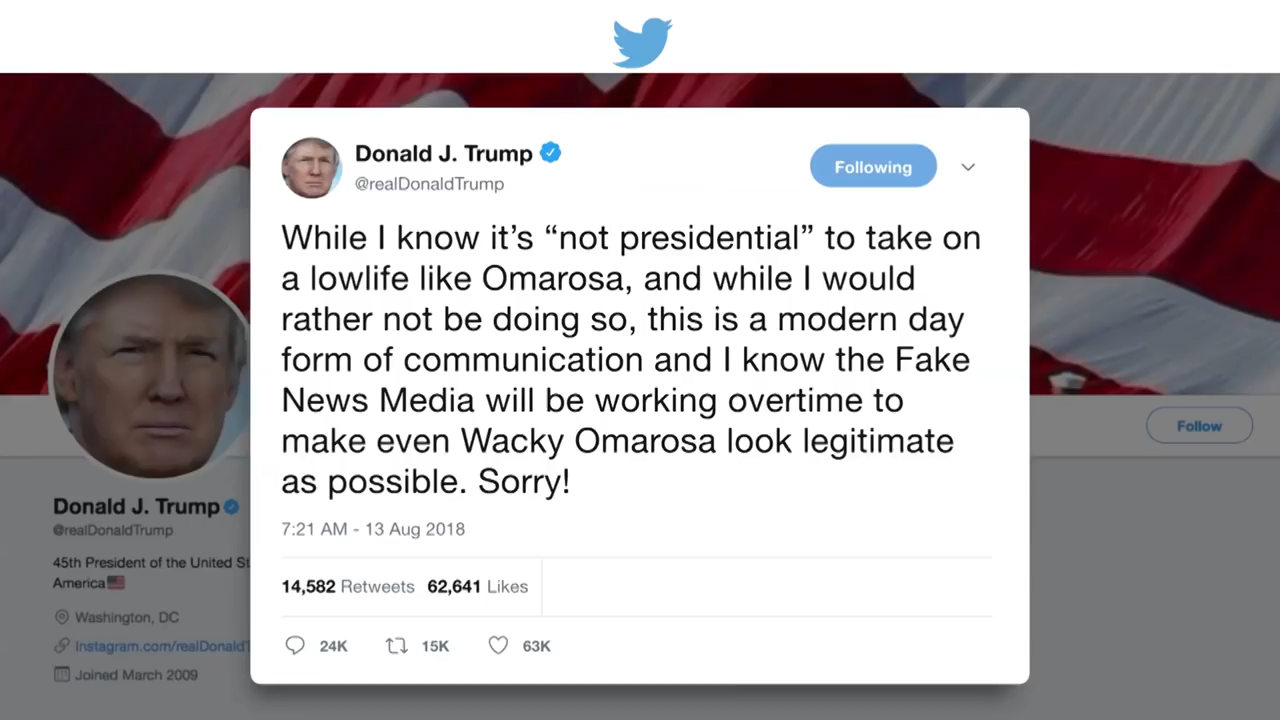 Donald J. Trump
@realDonaldTrump
Following
While I know it’s “not presidential” to take on
a lowlife like Omarosa, and while I would
rather not be doing so, this is a modern day
form of communication and I know the Fake
News Media will be working overtime to
make even Wacky Omarosa look legitimate
as possible. Sorry!
7:21 AM - 13 Aug 2018
14,582 Retweets 62,641 Likes
24K 15K 63K
Follow
Donald J. Trump
@realDonaldTrump
45th President of the United St
America
Washington, DC
Instagram.com/realDonaldT
Joined March 2009